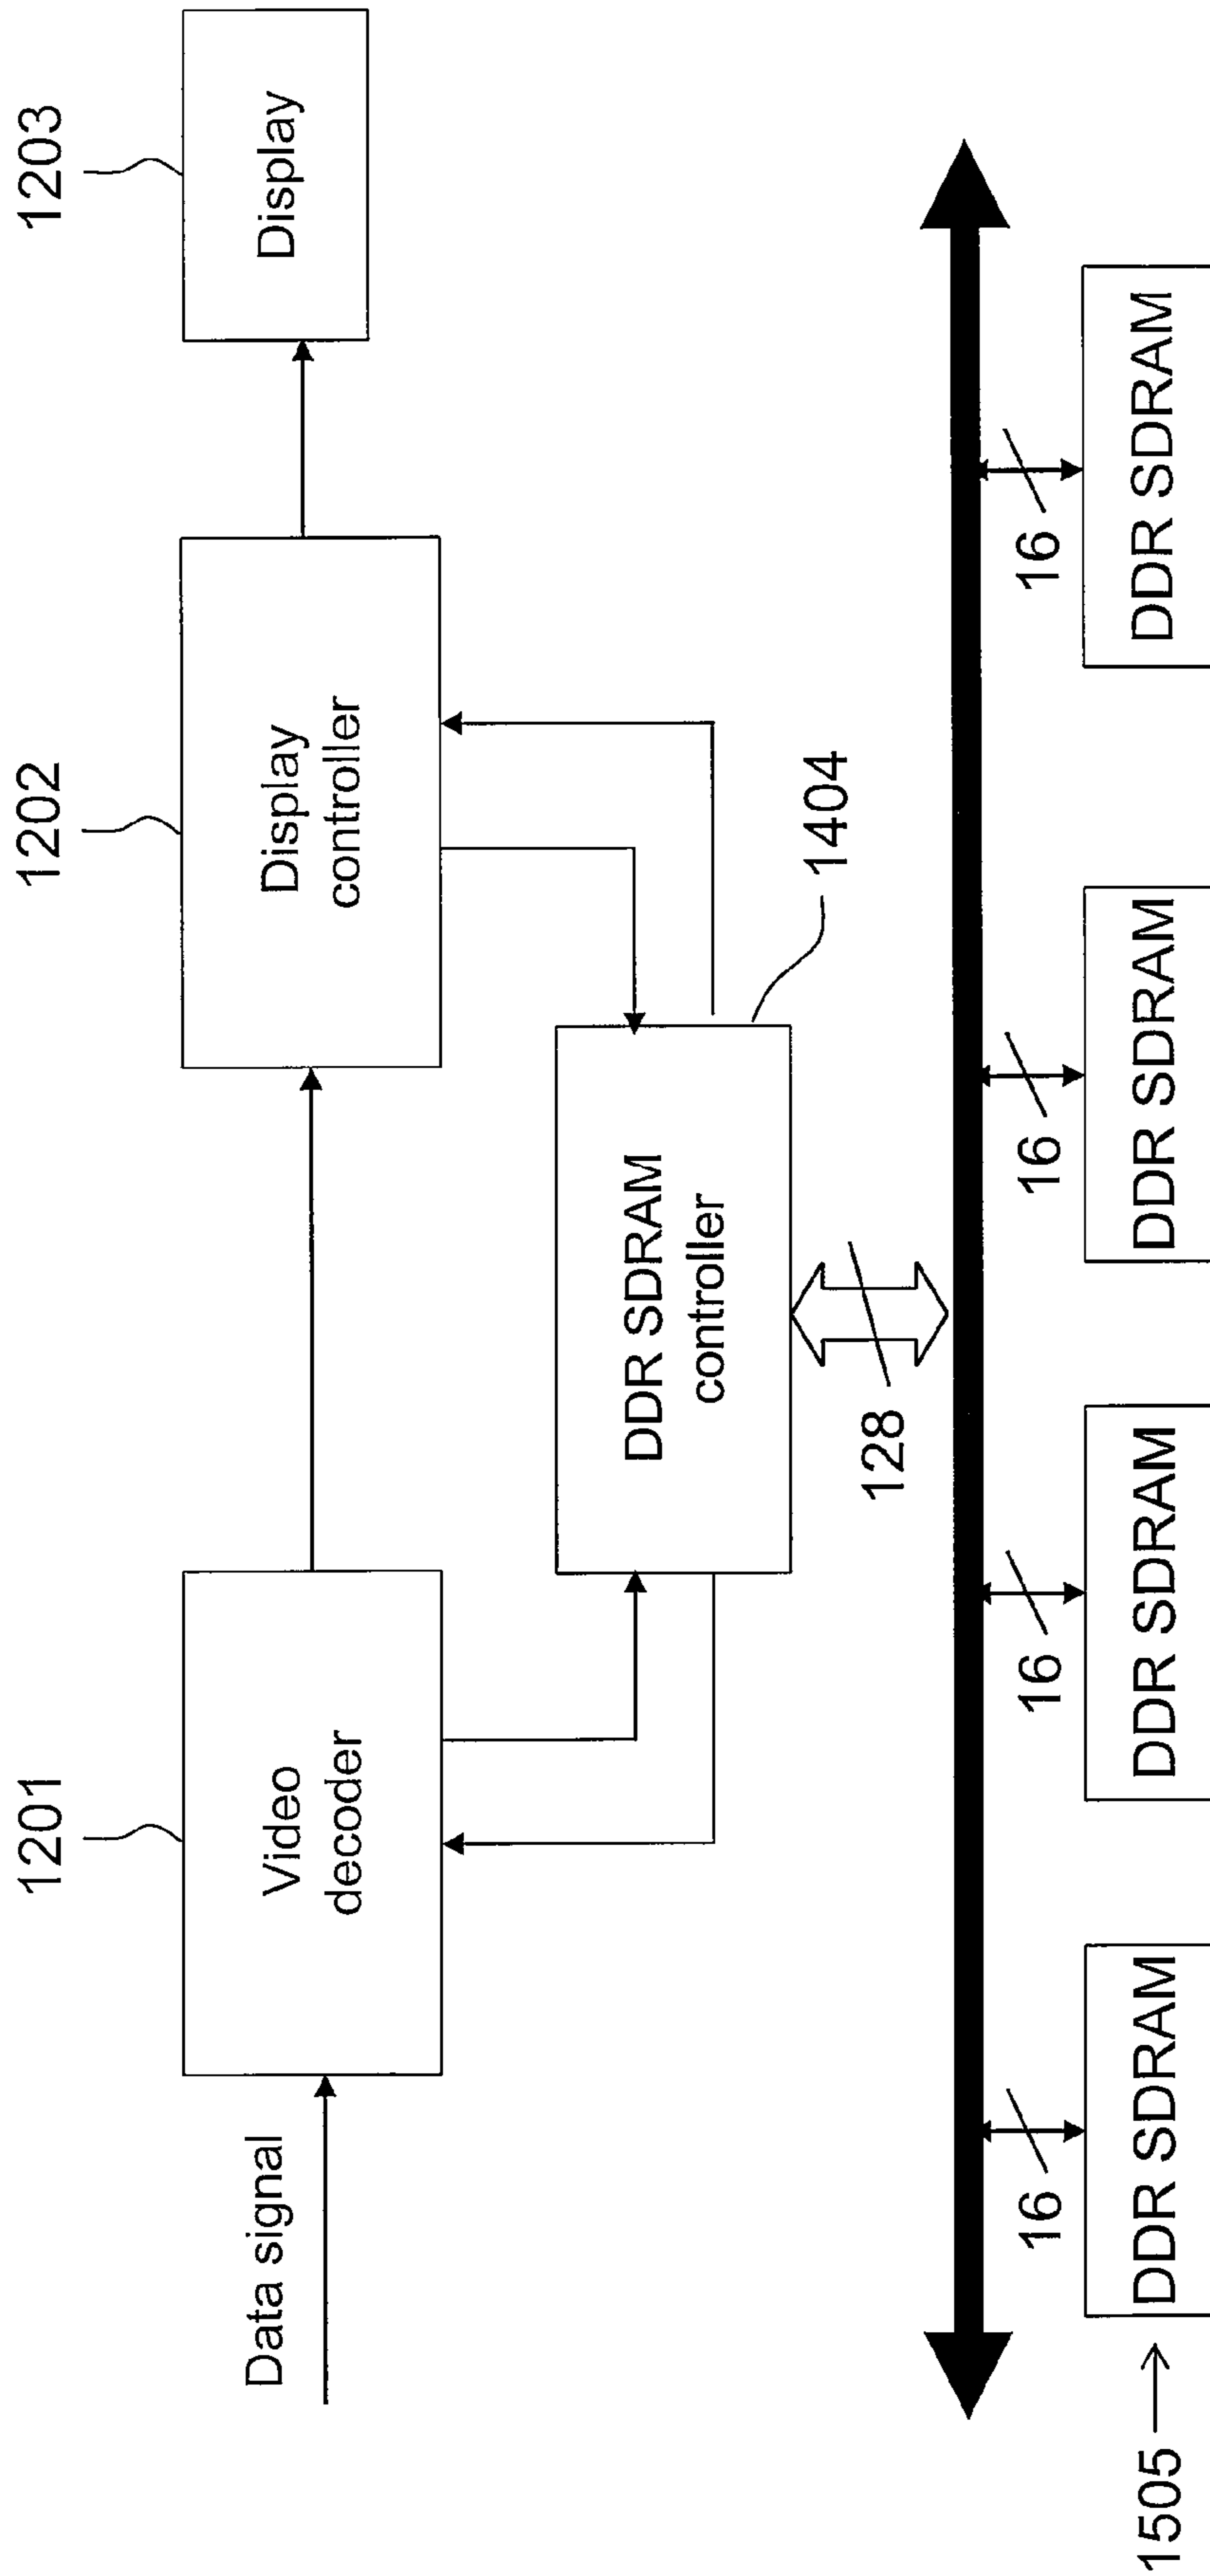 1201
1202
1203
Data signal
Video
decoder
Display
controller
Display
DDR SDRAM
controller
1404
128
16
16
16
16
1505
DDR SDRAM
DDR SDRAM
DDR SDRAM
DDR SDRAM